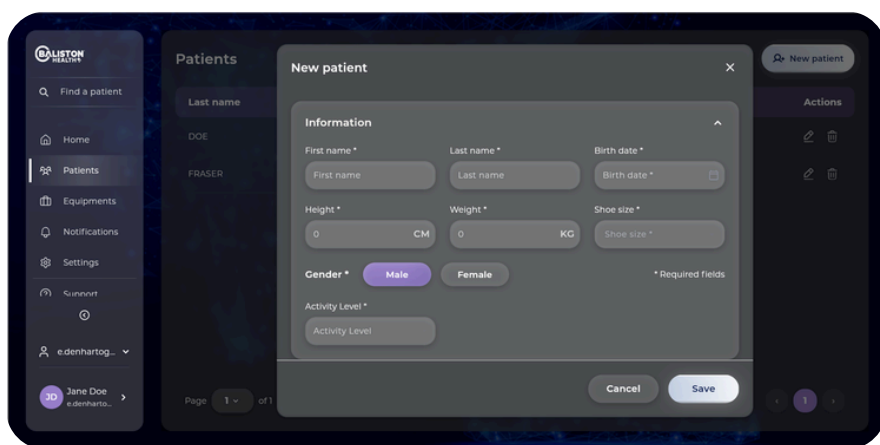 BALISTON
HEALTH
Find a patient
Home
Patients
Equipments
Notifications
Settings
Support
e.denhartog...
JD
Jane Doe
e.denharto...
Patients
New patient
Last name
Actions
DOE
FRASER
Page 1 of 1
1
New patient
Information
First name * Last name * Birth date *
First name Last name Birth date *
Height * Weight * Shoe size *
0 CM 0 KG Shoe size *
Gender * Male Female * Required fields
Activity Level *
Activity Level
Cancel Save